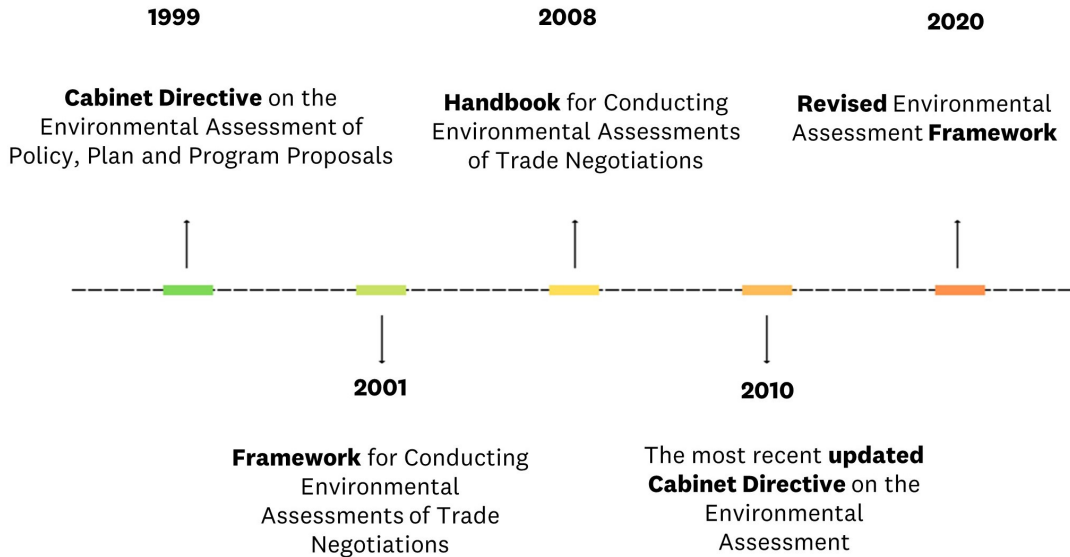 1999
Cabinet Directive on the
Environmental Assessment of
Policy, Plan and Program Proposals
2001
Framework for Conducting
Environmental
Assessments of Trade
Negotiations
2008
Handbook for Conducting
Environmental Assessments
of Trade Negotiations
2010
The most recent updated
Cabinet Directive on the
Environmental
Assessment
2020
Revised Environmental
Assessment Framework